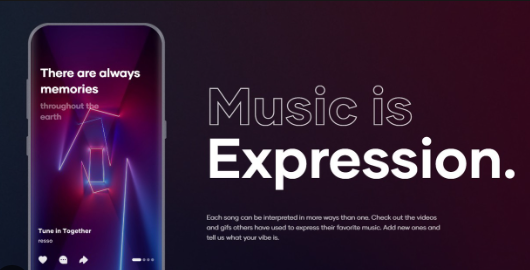 There are always
memories
throughout the
earth
Tune in Together
resso
Music is
Expression.
Each song can be interpreted in more ways than one. Check out the videos
and gifs others have used to express their favorite music. Add new ones and
tell us what your vibe is.